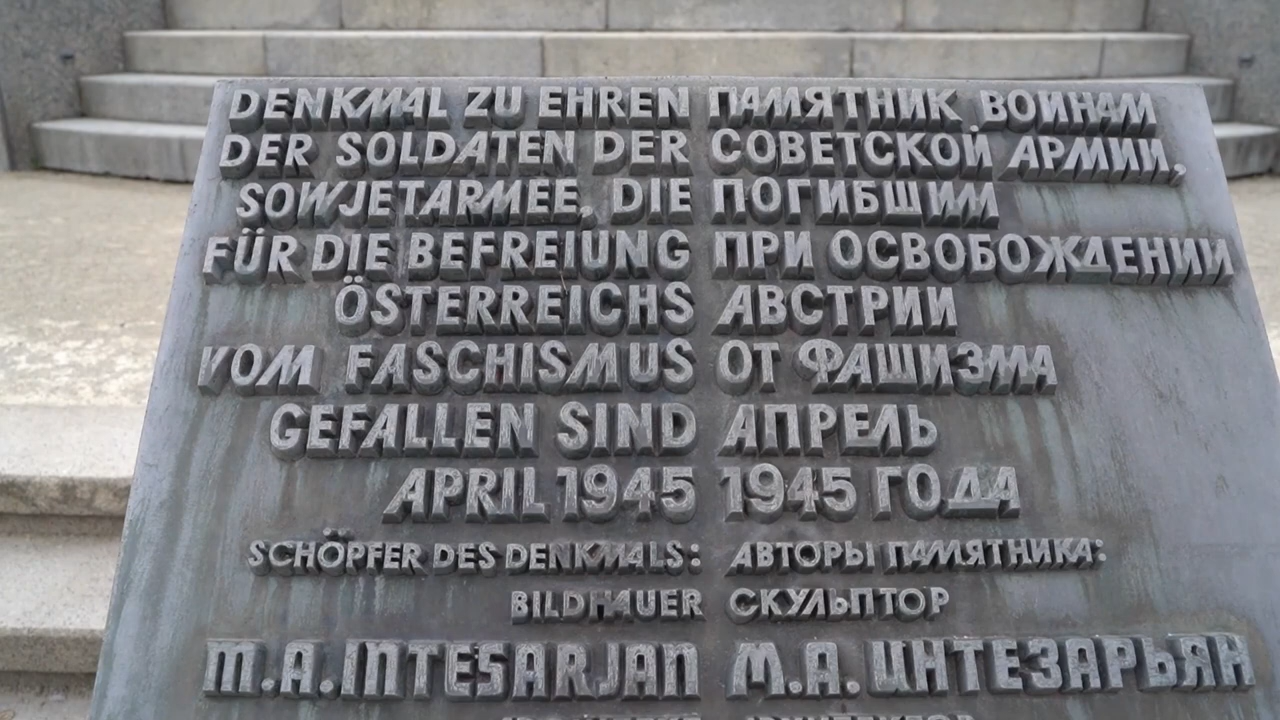 DENKMAL ZU EHREN ПАМЯТНИК ВОИНАМ
DER SOLDATEN DER СОВЕТСКОЙ АРМИИ,
SOWJETARMEE, DIE ПОГИБШИМ
FÜR DIE BEFREIUNG ПРИ ОСВОБОЖДЕНИИ
ÖSTERREICHS АВСТРИИ
VOM FASCHISMUS ОТ ФАШИЗМА
GEFALLEN SIND АПРЕЛЬ
APRIL 1945 1945 ГОДА
SCHÖPFER DES DENKMALS: АВТОРЫ ПАМЯТНИКА:
BILDHAUER СКУЛЬПТОР
M.A. INTESARJAN М.А. ИНТЕЗАРЬЯН